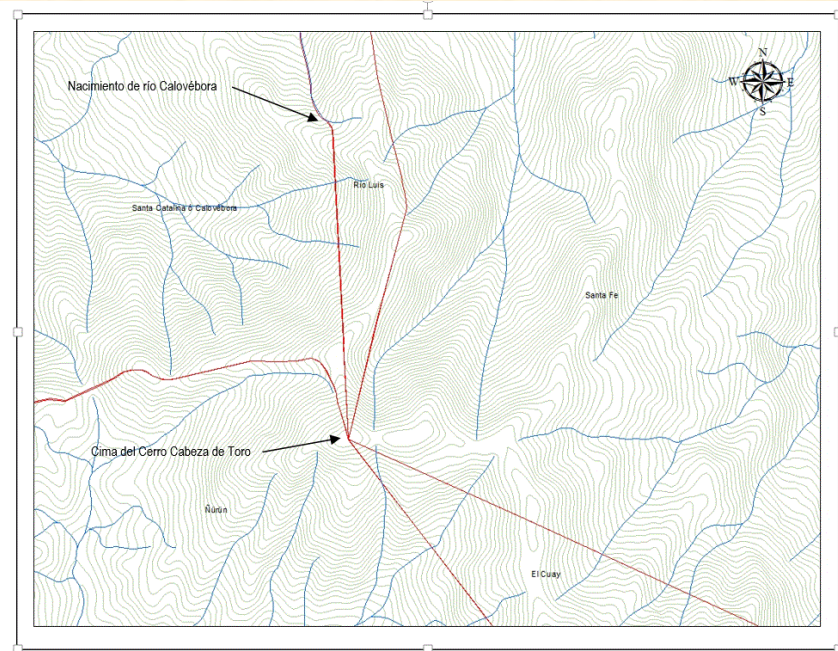 N
W E
S
Nacimiento de río Calovébora
Río Luis
Santa Catalina ó Calovébora
Santa Fe
Cima del Cerro Cabeza de Toro
Ñürün
El Cuay